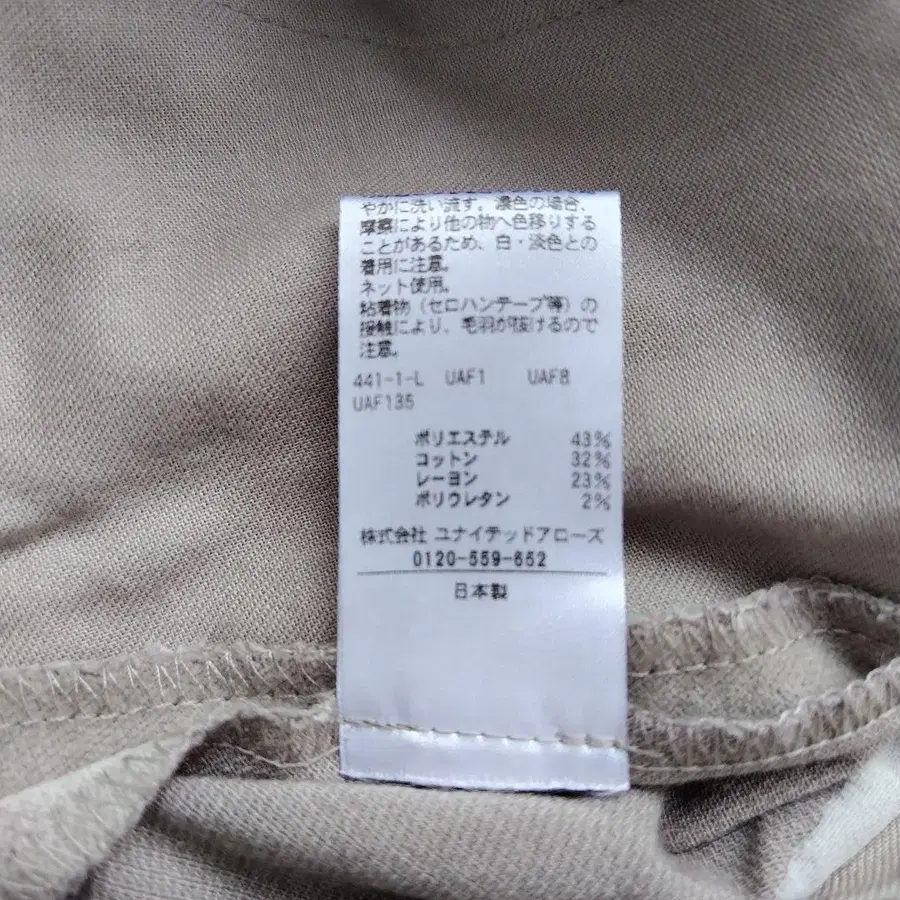 やかに洗い流す。濃色の場合、
摩擦により他の物へ色移りする
ことがあるため、白・淡色との
着用に注意。
ネット使用。
粘着物（セロハンテープ等）の
接触により、毛羽が抜けるので
注意。
441-1-L UAF1 UAF8
UAF135
ポリエステル 43%
コットン 32%
レーヨン 23%
ポリウレタン 2%
株式会社 ユナイテッドアローズ
0120-559-652
日本製